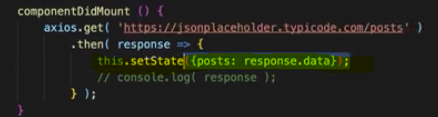 componentDidMount () {
axios.get( 'https://jsonplaceholder.typicode.com/posts' )
.then( response => {
this.setState({posts: response.data});
// console.log( response );
} );
}